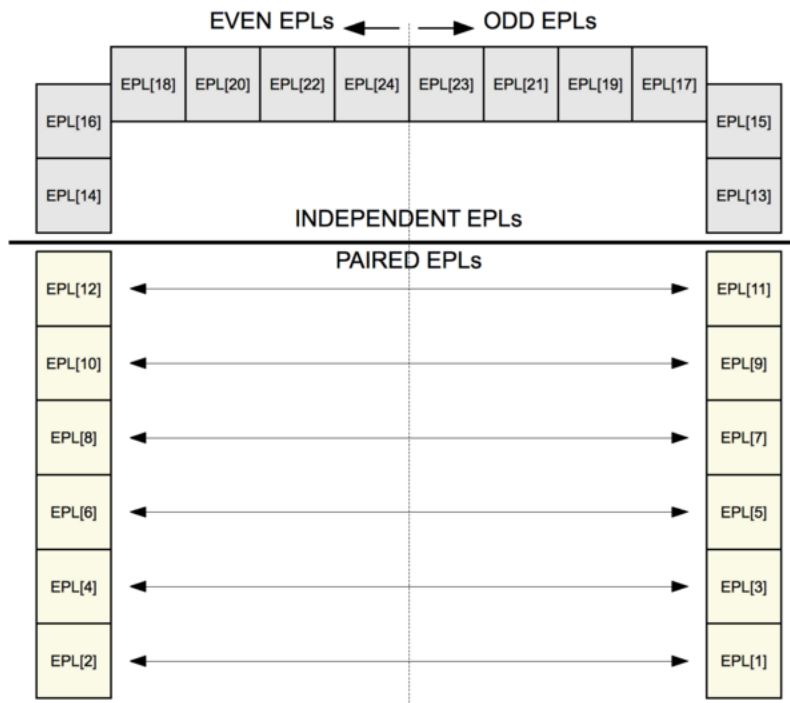 EVEN EPLs ODD EPLs
EPL[18] EPL[20] EPL[22] EPL[24] EPL[23] EPL[21] EPL[19] EPL[17]
EPL[16] EPL[15]
EPL[14] EPL[13]
INDEPENDENT EPLs
PAIRED EPLs
EPL[12] EPL[11]
EPL[10] EPL[9]
EPL[8] EPL[7]
EPL[6] EPL[5]
EPL[4] EPL[3]
EPL[2] EPL[1]